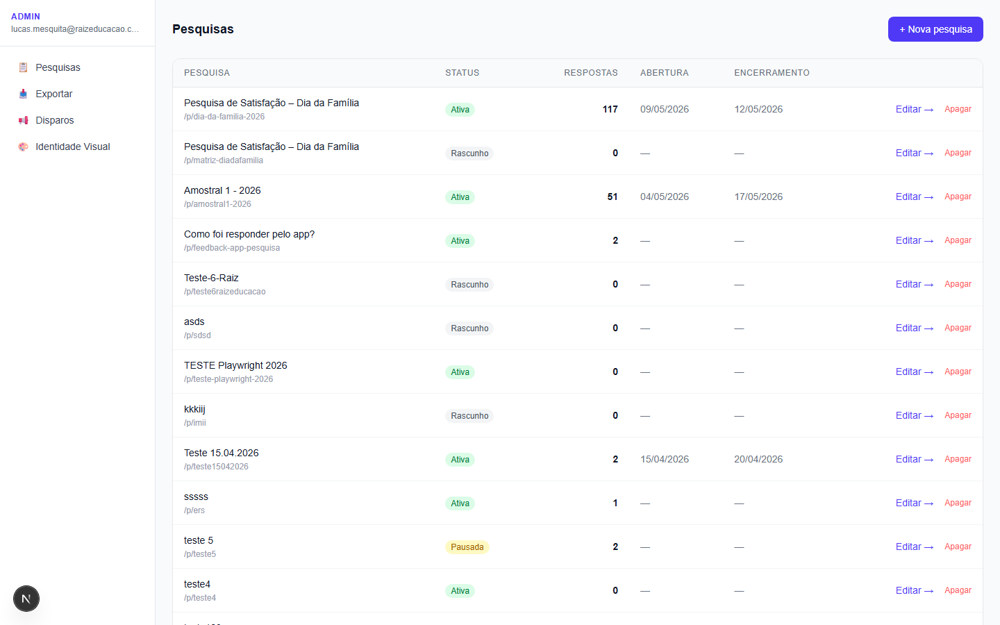 ADMIN
lucas.mesquita@raizeducacao.c...
Pesquisas
Exportar
Disparos
Identidade Visual
Pesquisas
+ Nova pesquisa
PESQUISA STATUS RESPOSTAS ABERTURA ENCERRAMENTO
Pesquisa de Satisfação – Dia da Família
/p/dia-da-familia-2026
Ativa 117 09/05/2026 12/05/2026 Editar → Apagar
Pesquisa de Satisfação – Dia da Família
/p/matriz-diadafamilia
Rascunho 0 — — Editar → Apagar
Amostral 1 - 2026
/p/amostral1-2026
Ativa 51 04/05/2026 17/05/2026 Editar → Apagar
Como foi responder pelo app?
/p/feedback-app-pesquisa
Ativa 2 — — Editar → Apagar
Teste-6-Raiz
/p/teste6raizeducacao
Rascunho 0 — — Editar → Apagar
asds
/p/sdsd
Rascunho 0 — — Editar → Apagar
TESTE Playwright 2026
/p/teste-playwright-2026
Ativa 0 — — Editar → Apagar
kkkiij
/p/imii
Rascunho 0 — — Editar → Apagar
Teste 15.04.2026
/p/teste15042026
Ativa 2 15/04/2026 20/04/2026 Editar → Apagar
sssss
/p/ers
Ativa 1 — — Editar → Apagar
teste 5
/p/teste5
Pausada 2 — — Editar → Apagar
teste4
/p/teste4
Ativa 0 — — Editar → Apagar
N